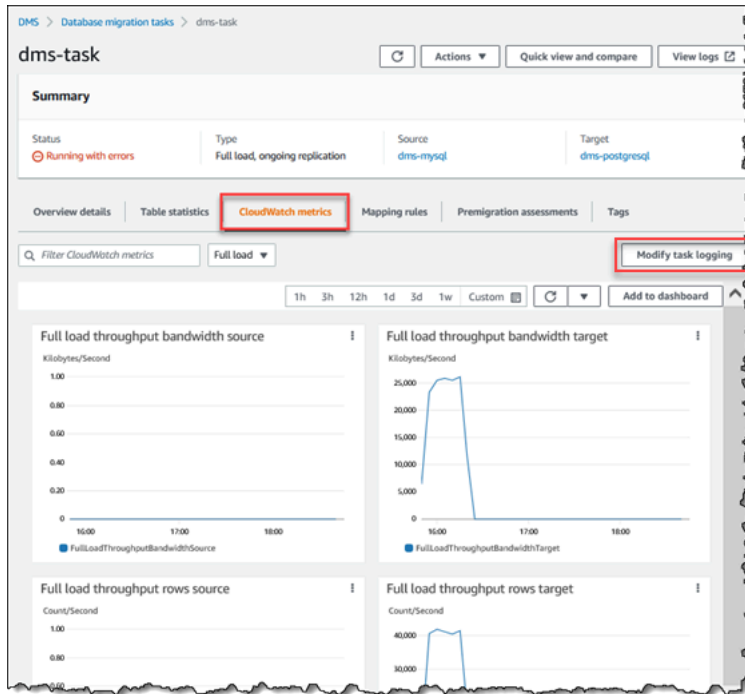 DMS > Database migration tasks > dms-task
dms-task
Actions Quick view and compare View logs
Summary
Status Type Source Target
Running with errors Full load, ongoing replication dms-mysql dms-postgresql
Overview details Table statistics CloudWatch metrics Mapping rules Premigration assessments Tags
Filter CloudWatch metrics Full load Modify task logging
1h 3h 12h 1d 3d 1w Custom Add to dashboard
Full load throughput bandwidth source Full load throughput bandwidth target
Kilobytes/Second Kilobytes/Second
1.00 25,000
0.80 20,000
0.60 15,000
0.40 10,000
0.20 5,000
0 0
16:00 17:00 18:00 16:00 17:00 18:00
FullLoadThroughputBandwidthSource FullLoadThroughputBandwidthTarget
Full load throughput rows source Full load throughput rows target
Count/Second Count/Second
1.00 40,000
0.80 30,000
0.60